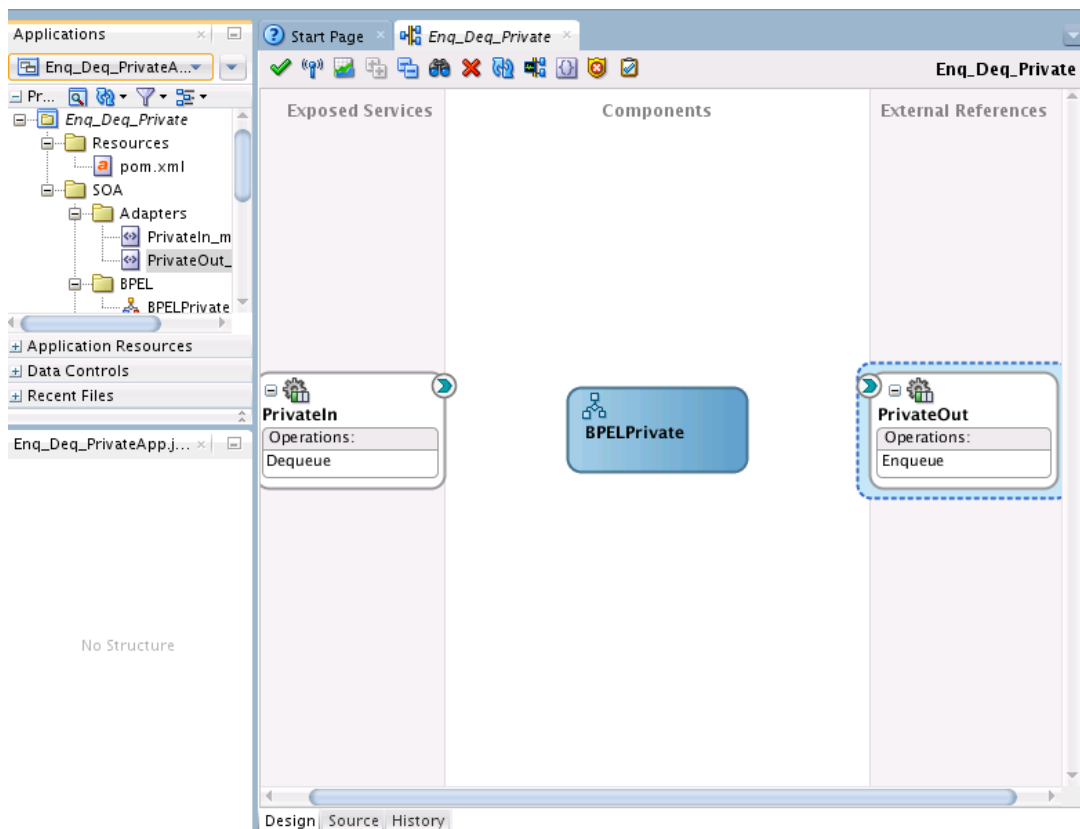 Applications
Start Page
Enq_Deq_Private
Enq_Deq_PrivateA...
Enq_Deq_Private
Pr...
Enq_Deq_Private
Resources
pom.xml
SOA
Adapters
PrivateIn_m
PrivateOut_
BPEL
BPELPrivate
Application Resources
Data Controls
Recent Files
Enq_Deq_PrivateApp.j...
No Structure
Exposed Services
Components
External References
PrivateIn
Operations:
Dequeue
BPELPrivate
PrivateOut
Operations:
Enqueue
Design Source History